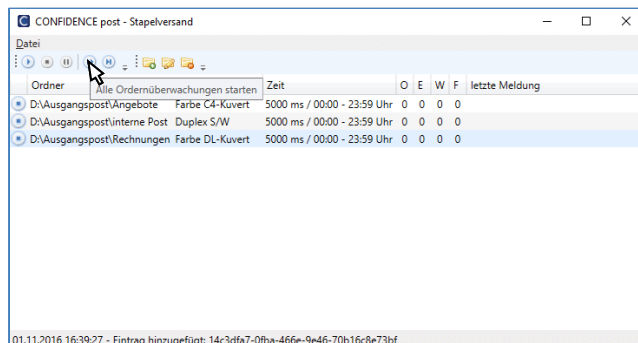 CONFIDENCE post - Stapelversand
Datei
Ordner Zeit O E W F letzte Meldung
Alle Ordernüberwachungen starten
D:\Ausgangspost\Angebote Farbe C4-Kuvert 5000 ms / 00:00 - 23:59 Uhr 0 0 0 0
D:\Ausgangspost\interne Post Duplex S/W 5000 ms / 00:00 - 23:59 Uhr 0 0 0 0
D:\Ausgangspost\Rechnungen Farbe DL-Kuvert 5000 ms / 00:00 - 23:59 Uhr 0 0 0 0
01.11.2016 16:39:27 - Eintrag hinzugefügt: 14c3dfa7-0fba-466e-9e46-70b16c8e73bf